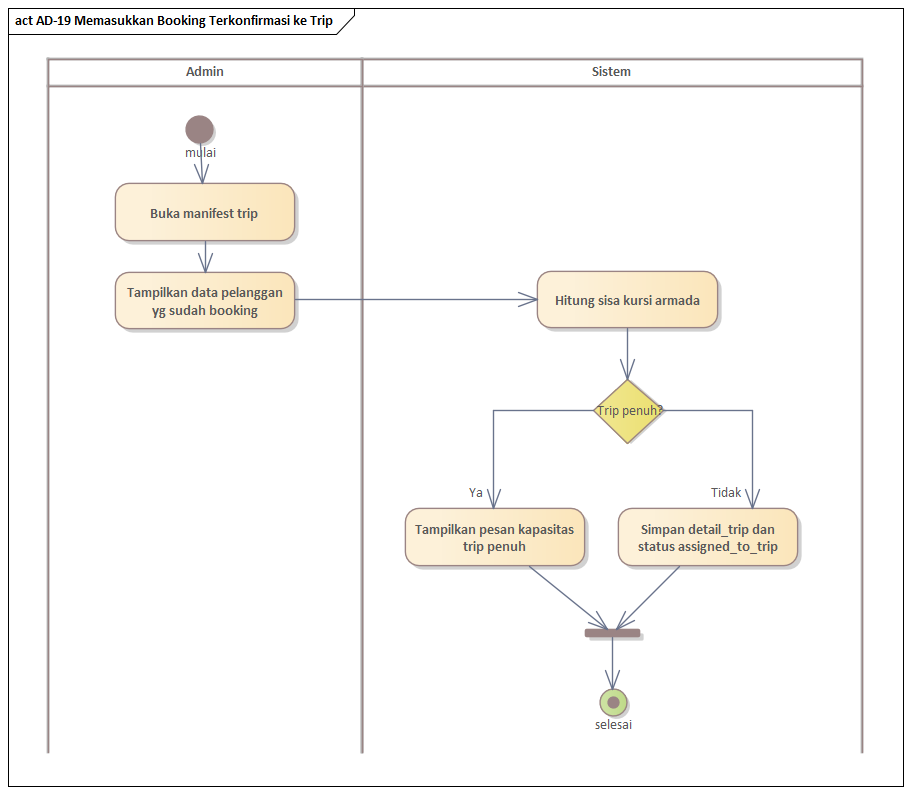 act AD-19 Memasukkan Booking Terkonfirmasi ke Trip
Admin
Sistem
mulai
Buka manifest trip
Tampilkan data pelanggan
yg sudah booking
Hitung sisa kursi armada
Trip penuh?
Ya
Tidak
Tampilkan pesan kapasitas
trip penuh
Simpan detail_trip dan
status assigned_to_trip
selesai